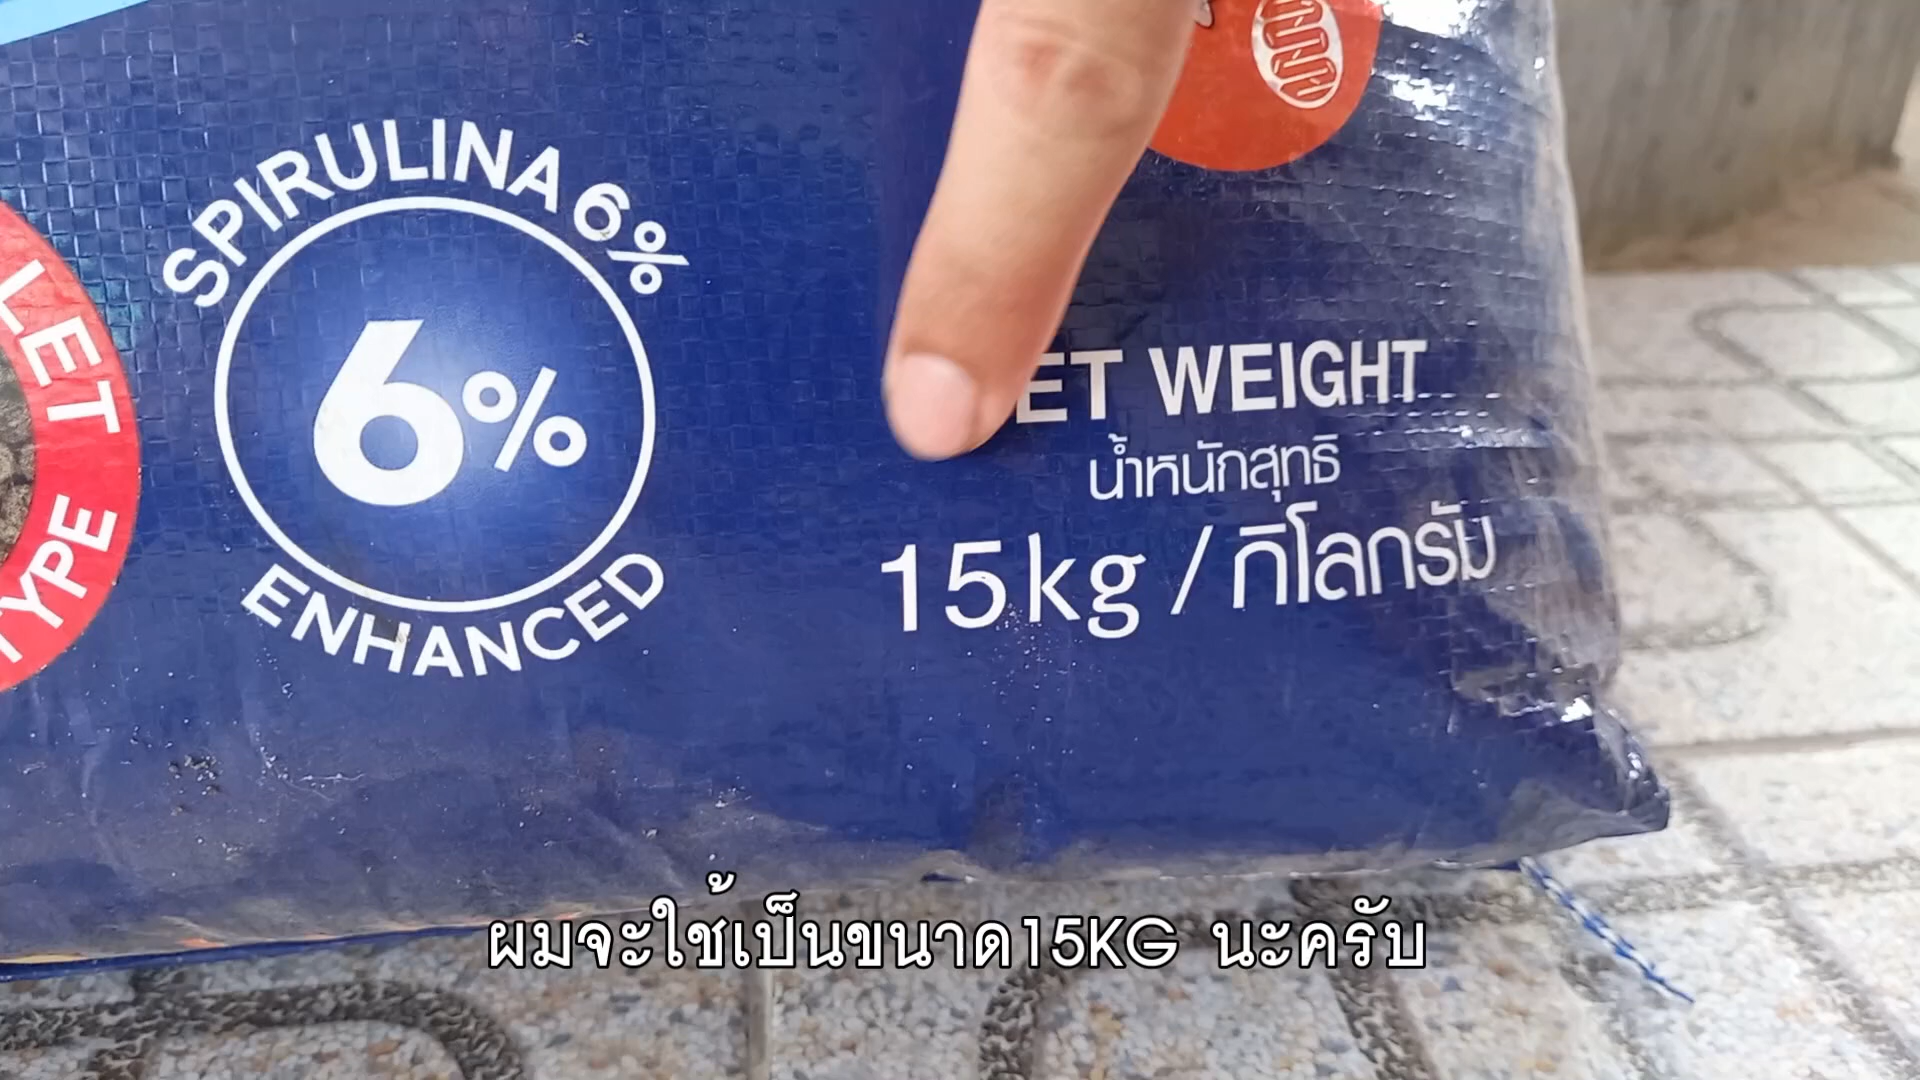 SPIRULINA 6%
6%
ENHANCED
LET
TYPE
ET WEIGHT
น้ำหนักสุทธิ
15kg / กิโลกรัม
ผมจะใช้เป็นขนาด15KG นะครับ